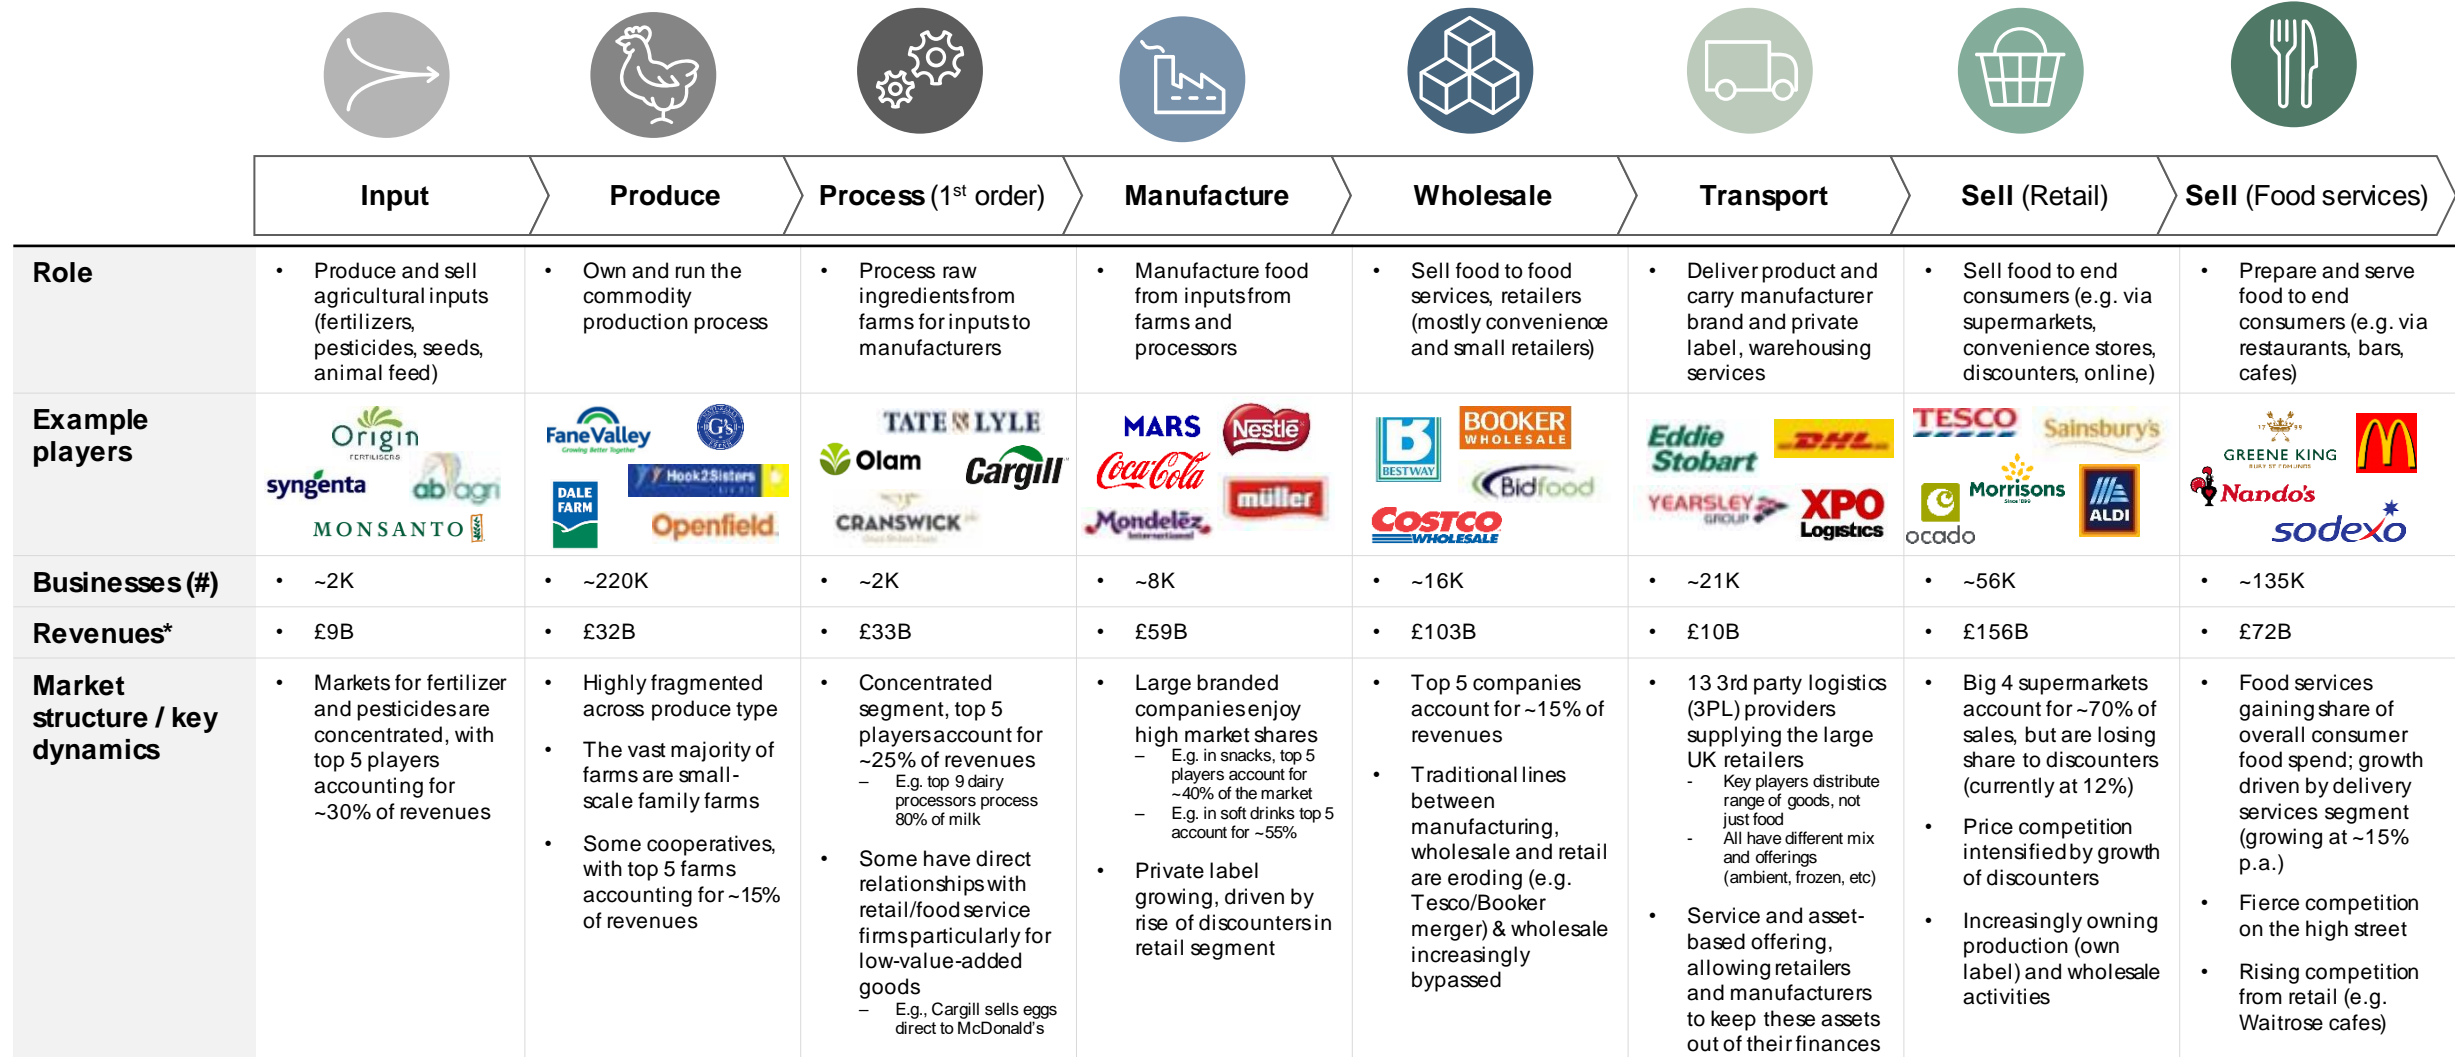 Input
Produce
Process (1st order)
Manufacture
Wholesale
Transport
Sell (Retail)
Sell (Food services)
Role
• Produce and sell
agricultural inputs
(fertilizers,
pesticides, seeds,
animal feed)
• Own and run the
commodity
production process
• Process raw
ingredients from
farms for inputs to
manufacturers
• Manufacture food
from inputs from
farms and
processors
• Sell food to food
services, retailers
(mostly convenience
and small retailers)
• Deliver product and
carry manufacturer
brand and private
label, warehousing
services
• Sell food to end
consumers (e.g. via
supermarkets,
convenience stores,
discounters, online)
• Prepare and serve
food to end
consumers (e.g. via
restaurants, bars,
cafes)
Example
players
Origin
FERTILISERS
syngenta
ab agri
MONSANTO
Fane Valley
Growing Better Together
G's
Hook2Sisters
DALE
FARM
Openfield
TATE & LYLE
Olam
Cargill
CRANSWICK
MARS
Nestlé
Coca-Cola
müller
Mondelēz
International
BESTWAY
BOOKER
WHOLESALE
Bidfood
COSTCO
WHOLESALE
Eddie
Stobart
DHL
YEARSLEY
GROUP
XPO
Logistics
TESCO
Sainsbury's
Morrisons
Since 1899
ocado
ALDI
17 99
GREENE KING
BURY ST EDMUNDS
Nando's
sodexo
Businesses (#)
• ~2K
• ~220K
• ~2K
• ~8K
• ~16K
• ~21K
• ~56K
• ~135K
Revenues*
• £9B
• £32B
• £33B
• £59B
• £103B
• £10B
• £156B
• £72B
Market
structure / key
dynamics
• Markets for fertilizer
and pesticides are
concentrated, with
top 5 players
accounting for
~30% of revenues
• Highly fragmented
across produce type
• The vast majority of
farms are small-
scale family farms
• Some cooperatives,
with top 5 farms
accounting for ~15%
of revenues
• Concentrated
segment, top 5
players account for
~25% of revenues
– E.g. top 9 dairy
processors process
80% of milk
• Some have direct
relationships with
retail/food service
firms particularly for
low-value-added
goods
– E.g., Cargill sells eggs
direct to McDonald's
• Large branded
companies enjoy
high market shares
– E.g. in snacks, top 5
players account for
~40% of the market
– E.g. in soft drinks top 5
account for ~55%
• Private label
growing, driven by
rise of discounters in
retail segment
• Top 5 companies
account for ~15% of
revenues
• Traditional lines
between
manufacturing,
wholesale and retail
are eroding (e.g.
Tesco/Booker
merger) & wholesale
increasingly
bypassed
• 13 3rd party logistics
(3PL) providers
supplying the large
UK retailers
- Key players distribute
range of goods, not
just food
- All have different mix
and offerings
(ambient, frozen, etc)
• Service and asset-
based offering,
allowing retailers
and manufacturers
to keep these assets
out of their finances
• Big 4 supermarkets
account for ~70% of
sales, but are losing
share to discounters
(currently at 12%)
• Price competition
intensified by growth
of discounters
• Increasingly owning
production (own
label) and wholesale
activities
• Food services
gaining share of
overall consumer
food spend; growth
driven by delivery
services segment
(growing at ~15%
p.a.)
• Fierce competition
on the high street
• Rising competition
from retail (e.g.
Waitrose cafes)